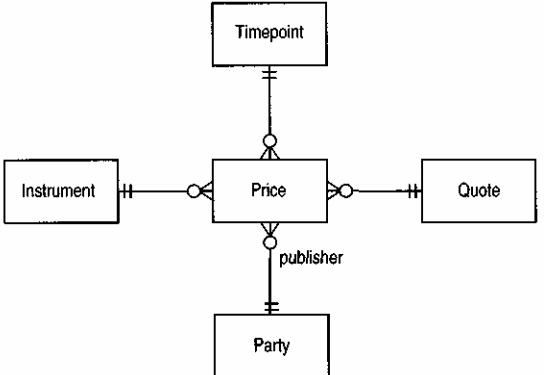 Timepoint
Instrument
Price
Quote
publisher
Party